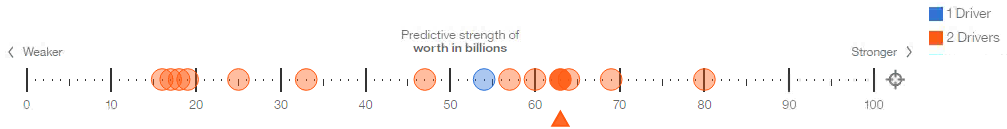 1 Driver
Predictive strength of
2 Drivers
worth in billions
Weaker
Stronger
0 10 20 30 40 50 60 70 80 90 100